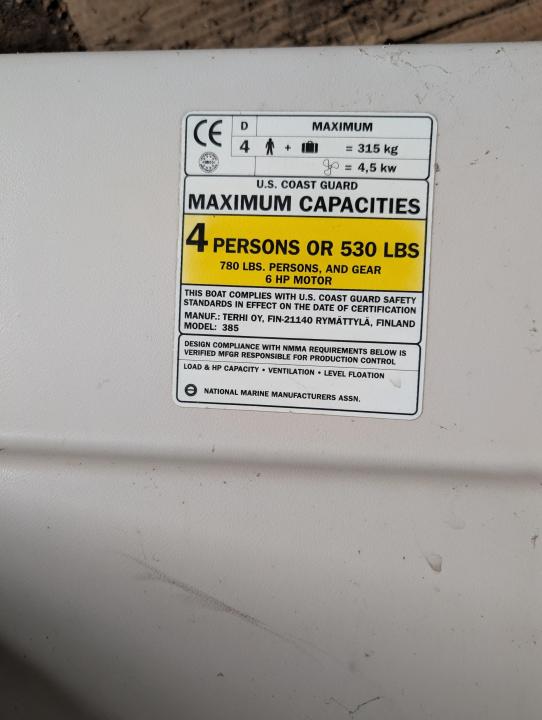 CE D MAXIMUM
4 + = 315 kg
= 4,5 kw
U.S. COAST GUARD
MAXIMUM CAPACITIES
4 PERSONS OR 530 LBS
780 LBS. PERSONS, AND GEAR
6 HP MOTOR
THIS BOAT COMPLIES WITH U.S. COAST GUARD SAFETY
STANDARDS IN EFFECT ON THE DATE OF CERTIFICATION
MANUF.: TERHI OY, FIN-21140 RYMÄTTYLÄ, FINLAND
MODEL: 385
DESIGN COMPLIANCE WITH NMMA REQUIREMENTS BELOW IS
VERIFIED MFGR RESPONSIBLE FOR PRODUCTION CONTROL
LOAD & HP CAPACITY • VENTILATION • LEVEL FLOATION
NATIONAL MARINE MANUFACTURERS ASSN.